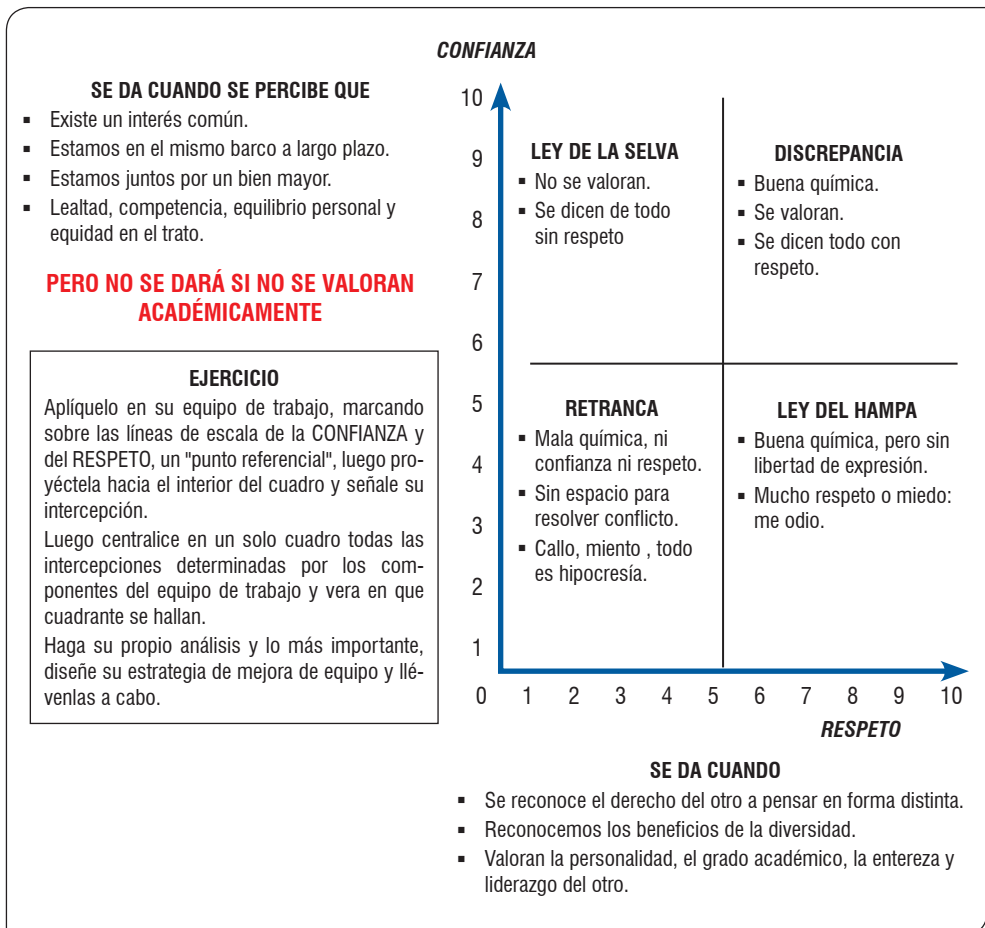 CONFIANZA
SE DA CUANDO SE PERCIBE QUE
▪ Existe un interés común.
▪ Estamos en el mismo barco a largo plazo.
▪ Estamos juntos por un bien mayor.
▪ Lealtad, competencia, equilibrio personal y
equidad en el trato.
PERO NO SE DARÁ SI NO SE VALORAN
ACADÉMICAMENTE
EJERCICIO
Aplíquelo en su equipo de trabajo, marcando
sobre las líneas de escala de la CONFIANZA y
del RESPETO, un "punto referencial", luego pro-
yéctela hacia el interior del cuadro y señale su
intercepción.
Luego centralice en un solo cuadro todas las
intercepciones determinadas por los com-
ponentes del equipo de trabajo y vera en que
cuadrante se hallan.
Haga su propio análisis y lo más importante,
diseñe su estrategia de mejora de equipo y llé-
venlas a cabo.
10
9
8
7
6
5
4
3
2
1
LEY DE LA SELVA
▪ No se valoran.
▪ Se dicen de todo
sin respeto
DISCREPANCIA
▪ Buena química.
▪ Se valoran.
▪ Se dicen todo con
respeto.
RETRANCA
▪ Mala química, ni
confianza ni respeto.
▪ Sin espacio para
resolver conflicto.
▪ Callo, miento , todo
es hipocresía.
LEY DEL HAMPA
▪ Buena química, pero sin
libertad de expresión.
▪ Mucho respeto o miedo:
me odio.
0 1 2 3 4 5 6 7 8 9 10
RESPETO
SE DA CUANDO
▪ Se reconoce el derecho del otro a pensar en forma distinta.
▪ Reconocemos los beneficios de la diversidad.
▪ Valoran la personalidad, el grado académico, la entereza y
liderazgo del otro.